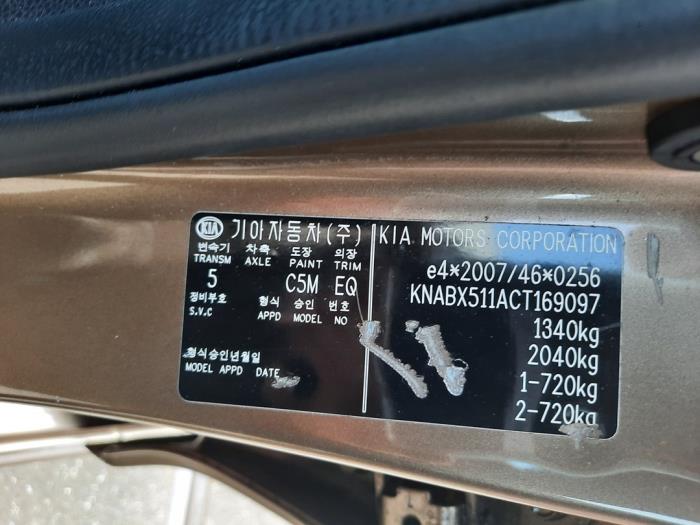 KIA 기아자동차(주)
변속기 차축 도장 외장
TRANSM AXLE PAINT TRIM
5 C5M EQ
정비부호 형식 승인 번호
S.V.C APPD MODEL NO
형식승인년월일
MODEL APPD DATE
KIA MOTORS CORPORATION
e4*2007/46*0256
KNABX511ACT169097
1340kg
2040kg
1-720kg
2-720kg